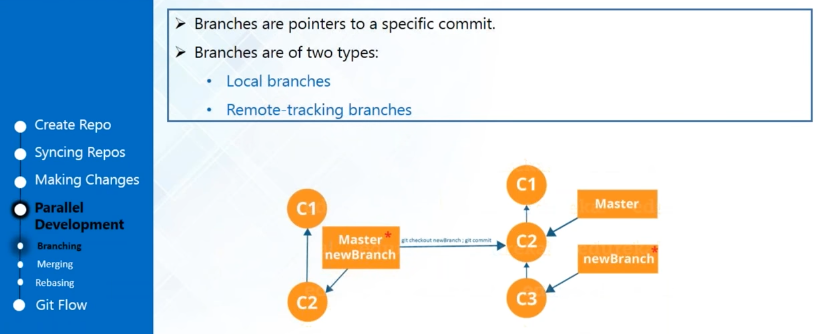 ➢ Branches are pointers to a specific commit.
➢ Branches are of two types:
• Local branches
• Remote-tracking branches
Create Repo
Syncing Repos
Making Changes
Parallel
Development
Branching
Merging
Rebasing
Git Flow
C1
Master*
newBranch
C2
git checkout newBranch ; git commit
C1
Master
C2
newBranch*
C3